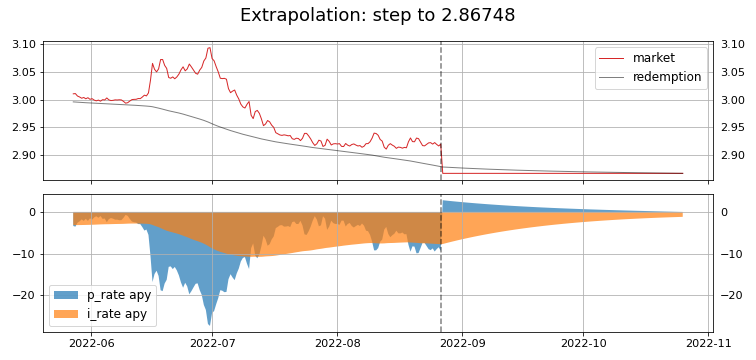 Extrapolation: step to 2.86748
3.10 3.10
market
3.05 3.05
redemption
3.00 3.00
2.95 2.95
2.90 2.90
0 0
−10 −10
−20 −20
p_rate apy
i_rate apy
2022-06 2022-07 2022-08 2022-09 2022-10 2022-11